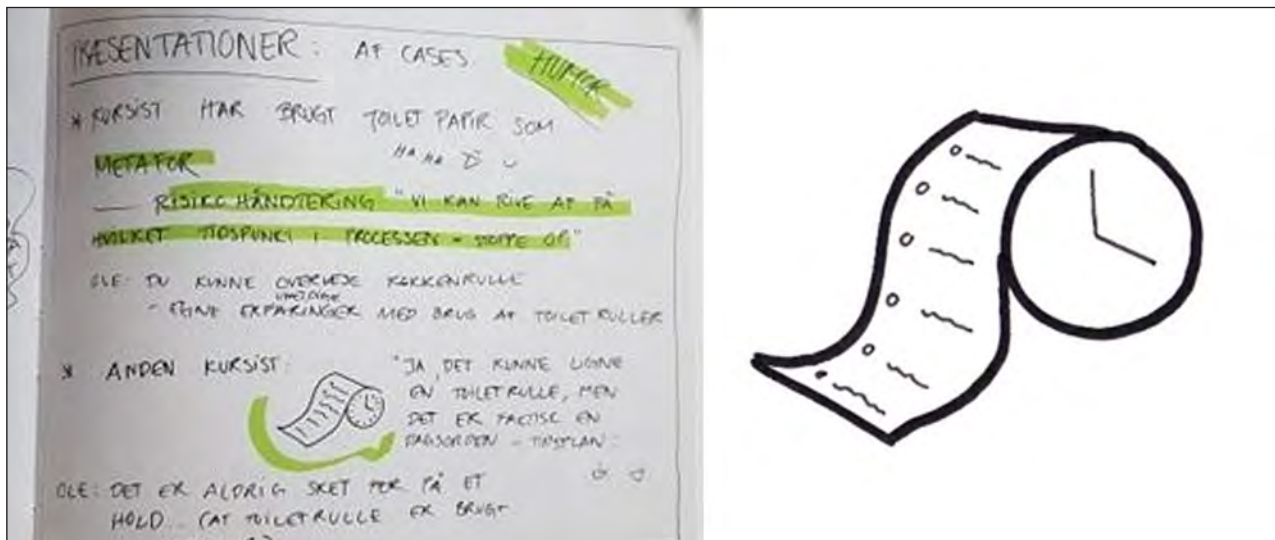 PRÆSENTATIONER: AF CASES
HUMOR
* KURSIST HAR BRUGT TOILET PAPIR SOM
METAFOR HA HA
RISIKO HÅNDTERING "VI KAN RIVE AF PÅ
HVILKET TIDSPUNKT I PROCESSEN - STOPPE OP."
OLE: DU KUNNE OVERVEJE KØKKENRULLE
- ERFARINGER MED BRUG AF TOILET RULLER
* ANDEN KURSIST: "JA, DET KUNNE LIGNE
EN TOILETRULLE, MEN
DET ER FAKTISK EN
DAGSORDEN - TIDSPLAN
OLE: DET ER ALDRIG SKET FØR PÅ ET
HOLD... (AT TOILETRULLE ER BRUGT